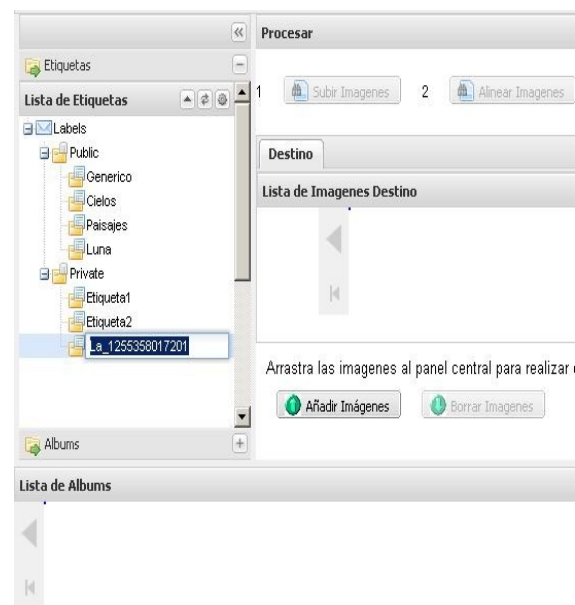 Procesar
Etiquetas
Lista de Etiquetas
Labels
Public
Generico
Cielos
Paisajes
Luna
Private
Etiqueta1
Etiqueta2
La_1255358017201
Albums
1 Subir Imagenes 2 Alinear Imagenes
Destino
Lista de Imagenes Destino
Arrastra las imagenes al panel central para realizar
Añadir Imágenes Borrar Imagenes
Lista de Albums